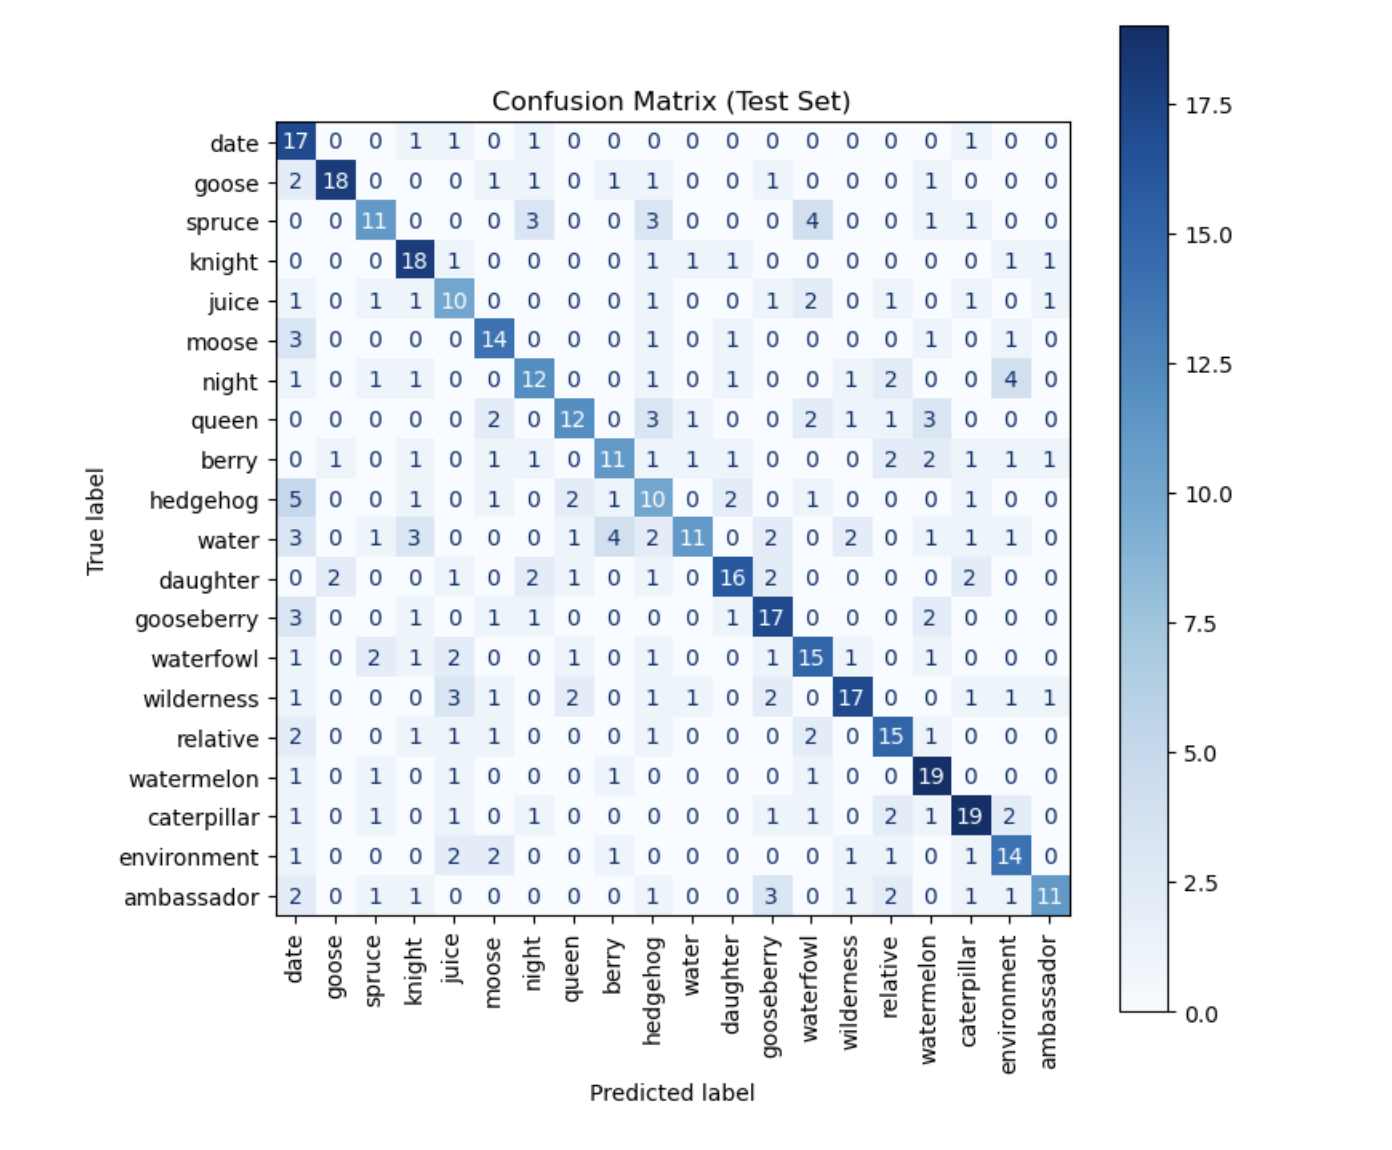 Confusion Matrix (Test Set)
date 17 0 0 1 1 0 1 0 0 0 0 0 0 0 0 0 0 1 0 0
goose 2 18 0 0 0 1 1 0 1 1 0 0 1 0 0 0 1 0 0 0
spruce 0 0 11 0 0 0 3 0 0 3 0 0 0 4 0 0 1 1 0 0
knight 0 0 0 18 1 0 0 0 0 1 1 1 0 0 0 0 0 0 1 1
juice 1 0 1 1 10 0 0 0 0 1 0 0 1 2 0 1 0 1 0 1
moose 3 0 0 0 0 14 0 0 0 1 0 1 0 0 0 0 1 0 1 0
night 1 0 1 1 0 0 12 0 0 1 0 1 0 0 1 2 0 0 4 0
queen 0 0 0 0 0 2 0 12 0 3 1 0 0 2 1 1 3 0 0 0
berry 0 1 0 1 0 1 1 0 11 1 1 1 0 0 0 2 2 1 1 1
hedgehog 5 0 0 1 0 1 0 2 1 10 0 2 0 1 0 0 0 1 0 0
water 3 0 1 3 0 0 0 1 4 2 11 0 2 0 2 0 1 1 1 0
daughter 0 2 0 0 1 0 2 1 0 1 0 16 2 0 0 0 0 2 0 0
gooseberry 3 0 0 1 0 1 1 0 0 0 0 1 17 0 0 0 2 0 0 0
waterfowl 1 0 2 1 2 0 0 1 0 1 0 0 1 15 1 0 1 0 0 0
wilderness 1 0 0 0 3 1 0 2 0 1 1 0 2 0 17 0 0 1 1 1
relative 2 0 0 1 1 1 0 0 0 1 0 0 0 2 0 15 1 0 0 0
watermelon 1 0 1 0 1 0 0 0 1 0 0 0 0 1 0 0 19 0 0 0
caterpillar 1 0 1 0 1 0 1 0 0 0 0 0 1 1 0 2 1 19 2 0
environment 1 0 0 0 2 2 0 0 1 0 0 0 0 0 1 1 0 1 14 0
ambassador 2 0 1 1 0 0 0 0 0 1 0 0 3 0 1 2 0 1 1 11
True label
date goose spruce knight juice moose night queen berry hedgehog water daughter gooseberry waterfowl wilderness relative watermelon caterpillar environment ambassador
Predicted label
17.5
15.0
12.5
10.0
7.5
5.0
2.5
0.0